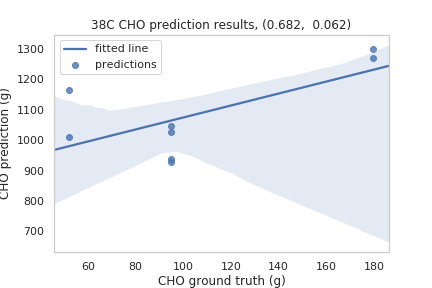 38C CHO prediction results, (0.682, 0.062)
fitted line
predictions
CHO prediction (g)
1300
1200
1100
1000
900
800
700
60
80
100
120
140
160
180
CHO ground truth (g)